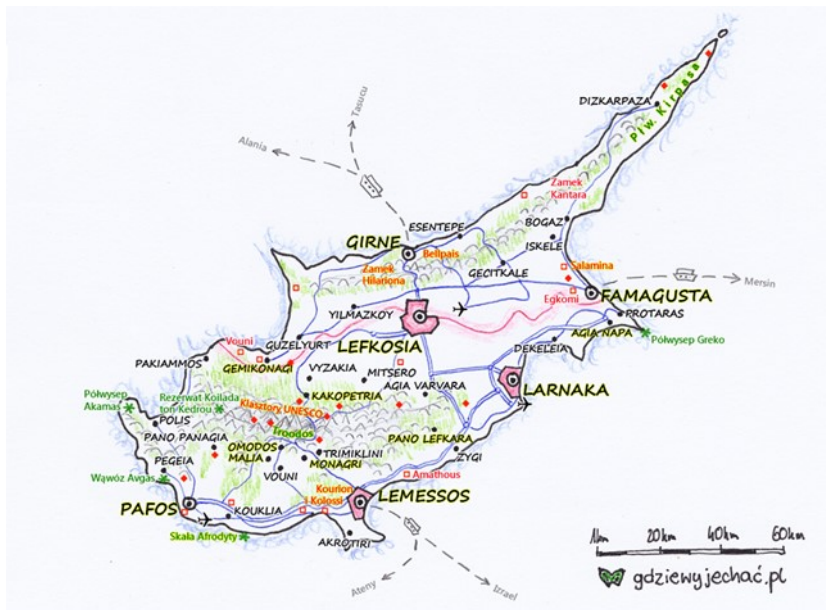 DIZKARPAZA
Płw. Kirpasa
Tasucu
Alania
Zamek
Kantara
ESENTEPE
BOGAZ
GIRNE
Bellpais
ISKELE
Zamek
Hilariona
GECITKALE
Salamina
Mersin
Egkomi
FAMAGUSTA
YILMAZKOY
PROTARAS
LEFKOSIA
AGIA NAPA
Vouni
GUZELYURT
DEKELEIA
Półwysep Greko
PAKIAMMOS
GEMIKONAGI
VYZAKIA
MITSERO
AGIA VARVARA
LARNAKA
Półwysep
Akamas
Rezerwat Koilada
ton Kedrou
KAKOPETRIA
Klasztory UNESCO
POLIS
Troodos
PANO PANAGIA
PANO LEFKARA
OMODOS
MALIA
TRIMIKLINI
ZYGI
PEGEIA
MONAGRI
VOUNI
Wąwóz Avgas
Amathous
Kourion
i Kolossi
LEMESSOS
PAFOS
KOUKLIA
Skała Afrodyty
AKROTIRI
Ateny
Izrael
1km
20km
40km
60km
gdziewyjechać.pl